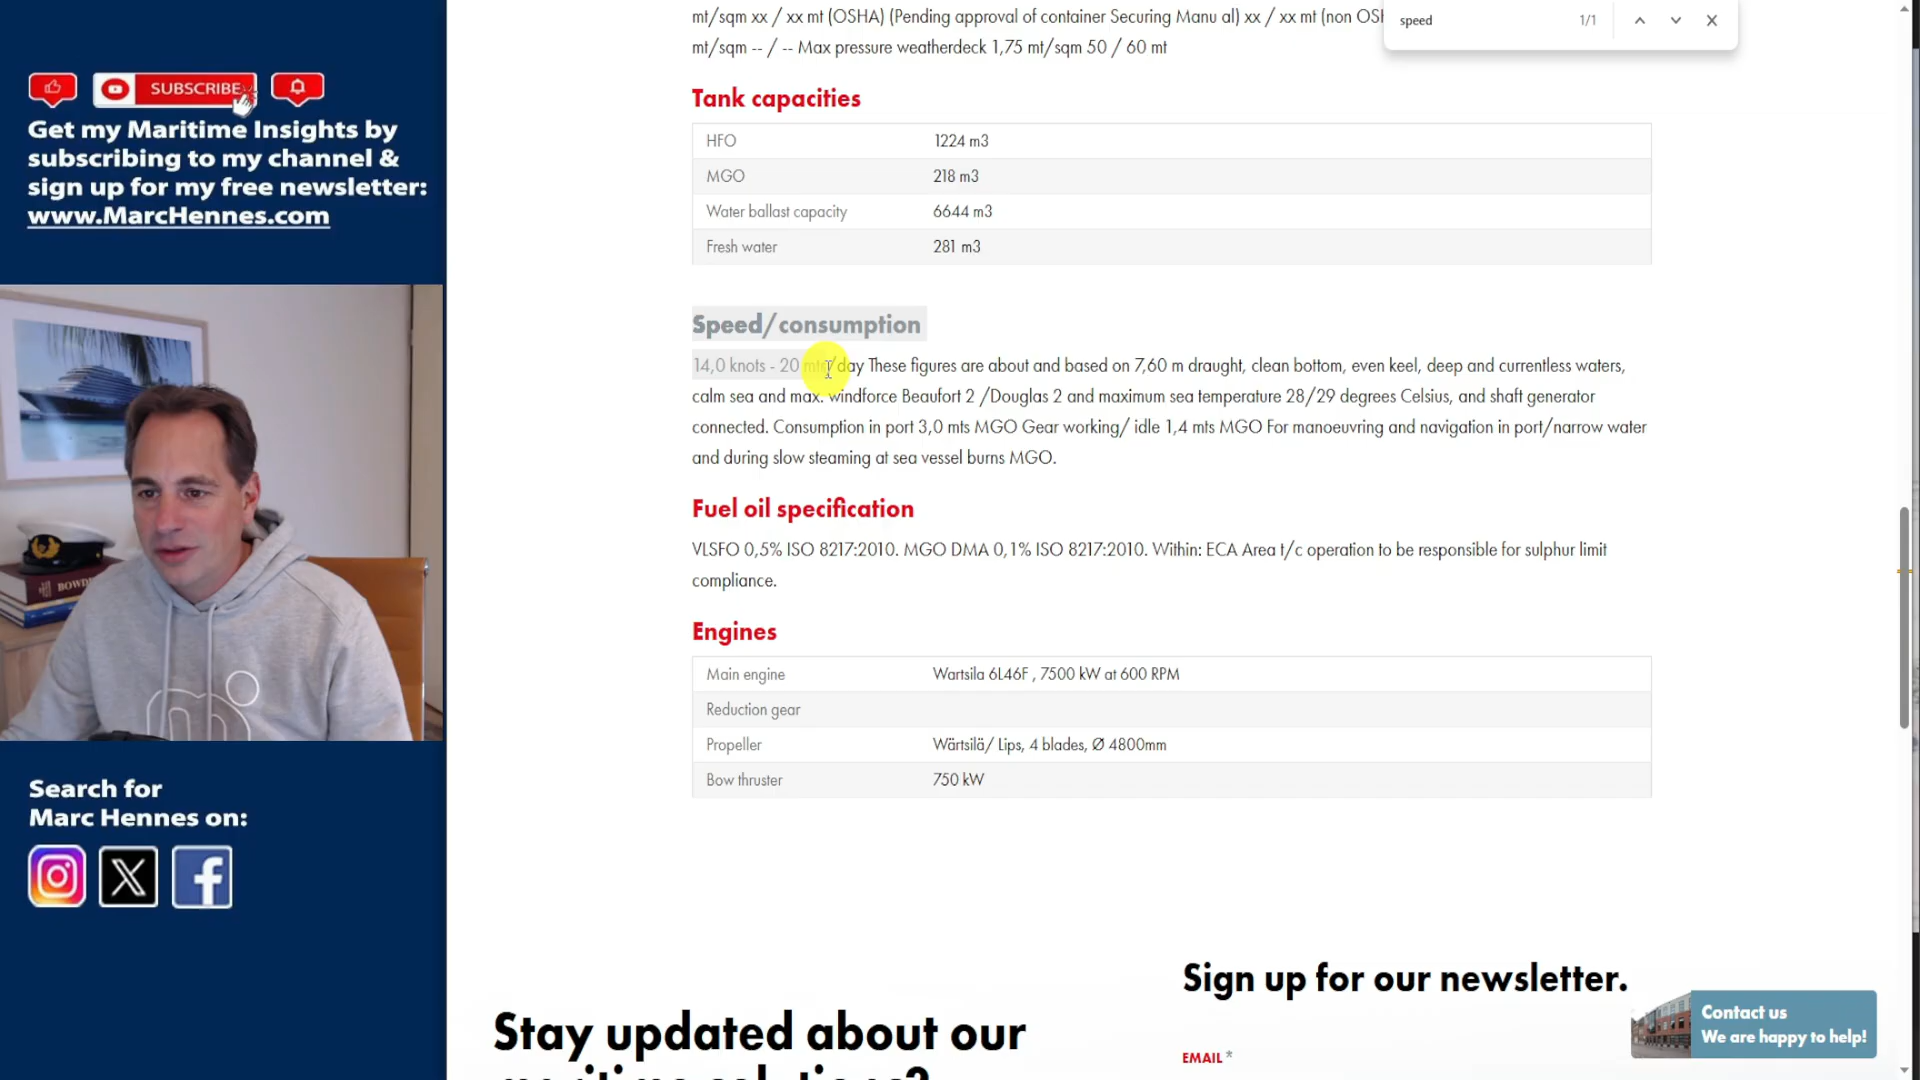 SUBSCRIBE
Get my Maritime Insights by
subscribing to my channel &
sign up for my free newsletter:
www.MarcHennes.com
BOWD
Search for
Marc Hennes on:
speed
1/1
mt/sqm xx / xx mt (OSHA) (Pending approval of container Securing Manu al) xx / xx mt (non OSH
mt/sqm -- / -- Max pressure weatherdeck 1,75 mt/sqm 50 / 60 mt
Tank capacities
HFO 1224 m3
MGO 218 m3
Water ballast capacity 6644 m3
Fresh water 281 m3
Speed/consumption
14,0 knots - 20 mts/day These figures are about and based on 7,60 m draught, clean bottom, even keel, deep and currentless waters,
calm sea and max. windforce Beaufort 2 /Douglas 2 and maximum sea temperature 28/29 degrees Celsius, and shaft generator
connected. Consumption in port 3,0 mts MGO Gear working/ idle 1,4 mts MGO For manoeuvring and navigation in port/narrow water
and during slow steaming at sea vessel burns MGO.
Fuel oil specification
VLSFO 0,5% ISO 8217:2010. MGO DMA 0,1% ISO 8217:2010. Within: ECA Area t/c operation to be responsible for sulphur limit
compliance.
Engines
Main engine Wartsila 6L46F , 7500 kW at 600 RPM
Reduction gear
Propeller Wärtsilä/ Lips, 4 blades, Ø 4800mm
Bow thruster 750 kW
Stay updated about our
Sign up for our newsletter.
EMAIL *
Contact us
We are happy to help!